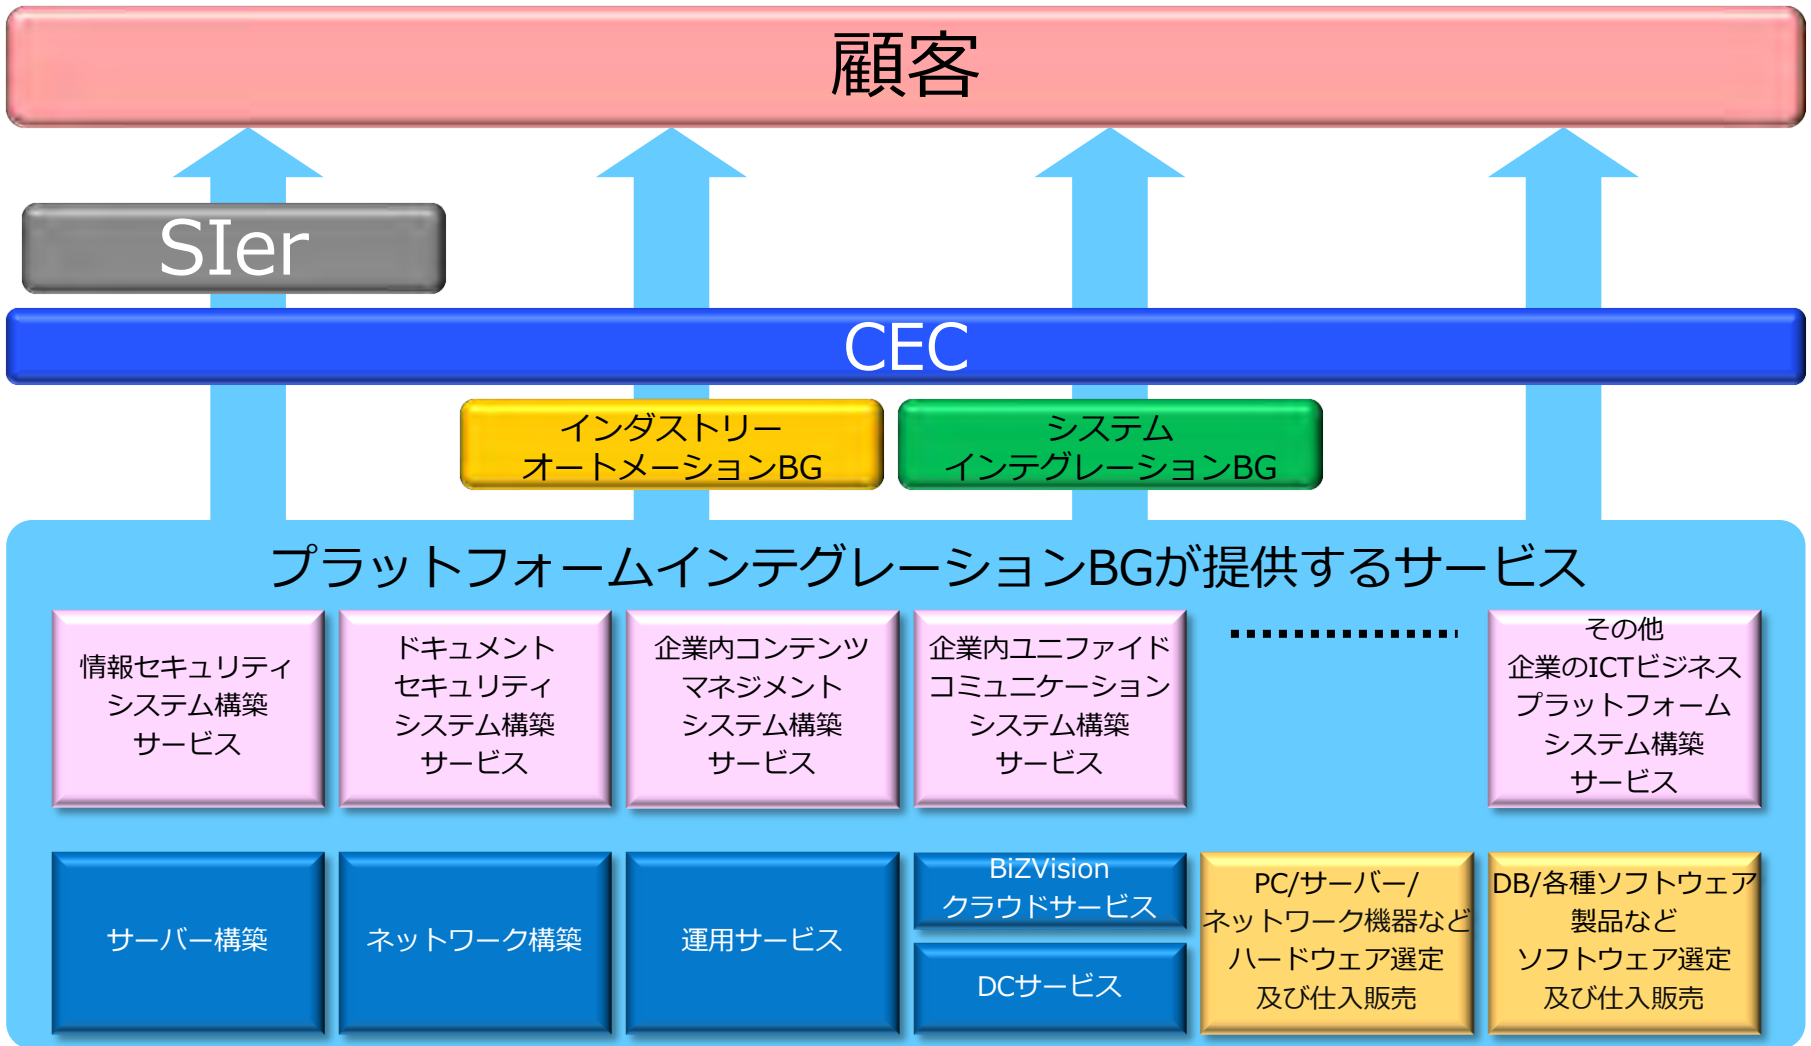 顧客
SIer
CEC
インダストリー
オートメーションBG
システム
インテグレーションBG
プラットフォームインテグレーションBGが提供するサービス
情報セキュリティ
システム構築
サービス
ドキュメント
セキュリティ
システム構築
サービス
企業内コンテンツ
マネジメント
システム構築
サービス
企業内ユニファイド
コミュニケーション
システム構築
サービス
その他
企業のICTビジネス
プラットフォーム
システム構築
サービス
サーバー構築
ネットワーク構築
運用サービス
BiZVision
クラウドサービス
DCサービス
PC/サーバー/
ネットワーク機器など
ハードウェア選定
及び仕入販売
DB/各種ソフトウェア
製品など
ソフトウェア選定
及び仕入販売